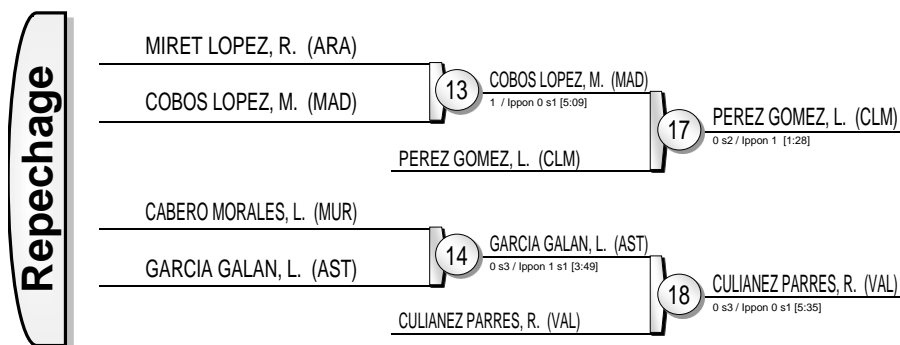 Repechage
MIRET LOPEZ, R. (ARA)
COBOS LOPEZ, M. (MAD)
13
COBOS LOPEZ, M. (MAD)
1 / Ippon 0 s1 [5:09]
PEREZ GOMEZ, L. (CLM)
17
PEREZ GOMEZ, L. (CLM)
0 s2 / Ippon 1 [1:28]
CABERO MORALES, L. (MUR)
GARCIA GALAN, L. (AST)
14
GARCIA GALAN, L. (AST)
0 s3 / Ippon 1 s1 [3:49]
CULIANEZ PARRES, R. (VAL)
18
CULIANEZ PARRES, R. (VAL)
0 s3 / Ippon 0 s1 [5:35]